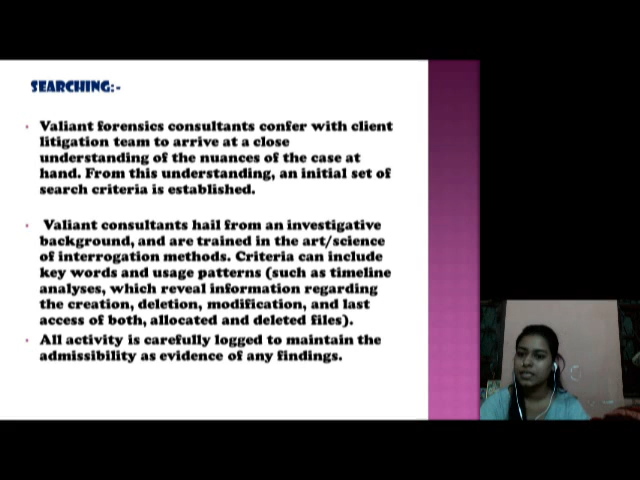 SEARCHING:-
Valiant forensics consultants confer with client
litigation team to arrive at a close
understanding of the nuances of the case at
hand. From this understanding, an initial set of
search criteria is established.
Valiant consultants hail from an investigative
background, and are trained in the art/science
of interrogation methods. Criteria can include
key words and usage patterns (such as timeline
analyses, which reveal information regarding
the creation, deletion, modification, and last
access of both, allocated and deleted files).
All activity is carefully logged to maintain the
admissibility as evidence of any findings.